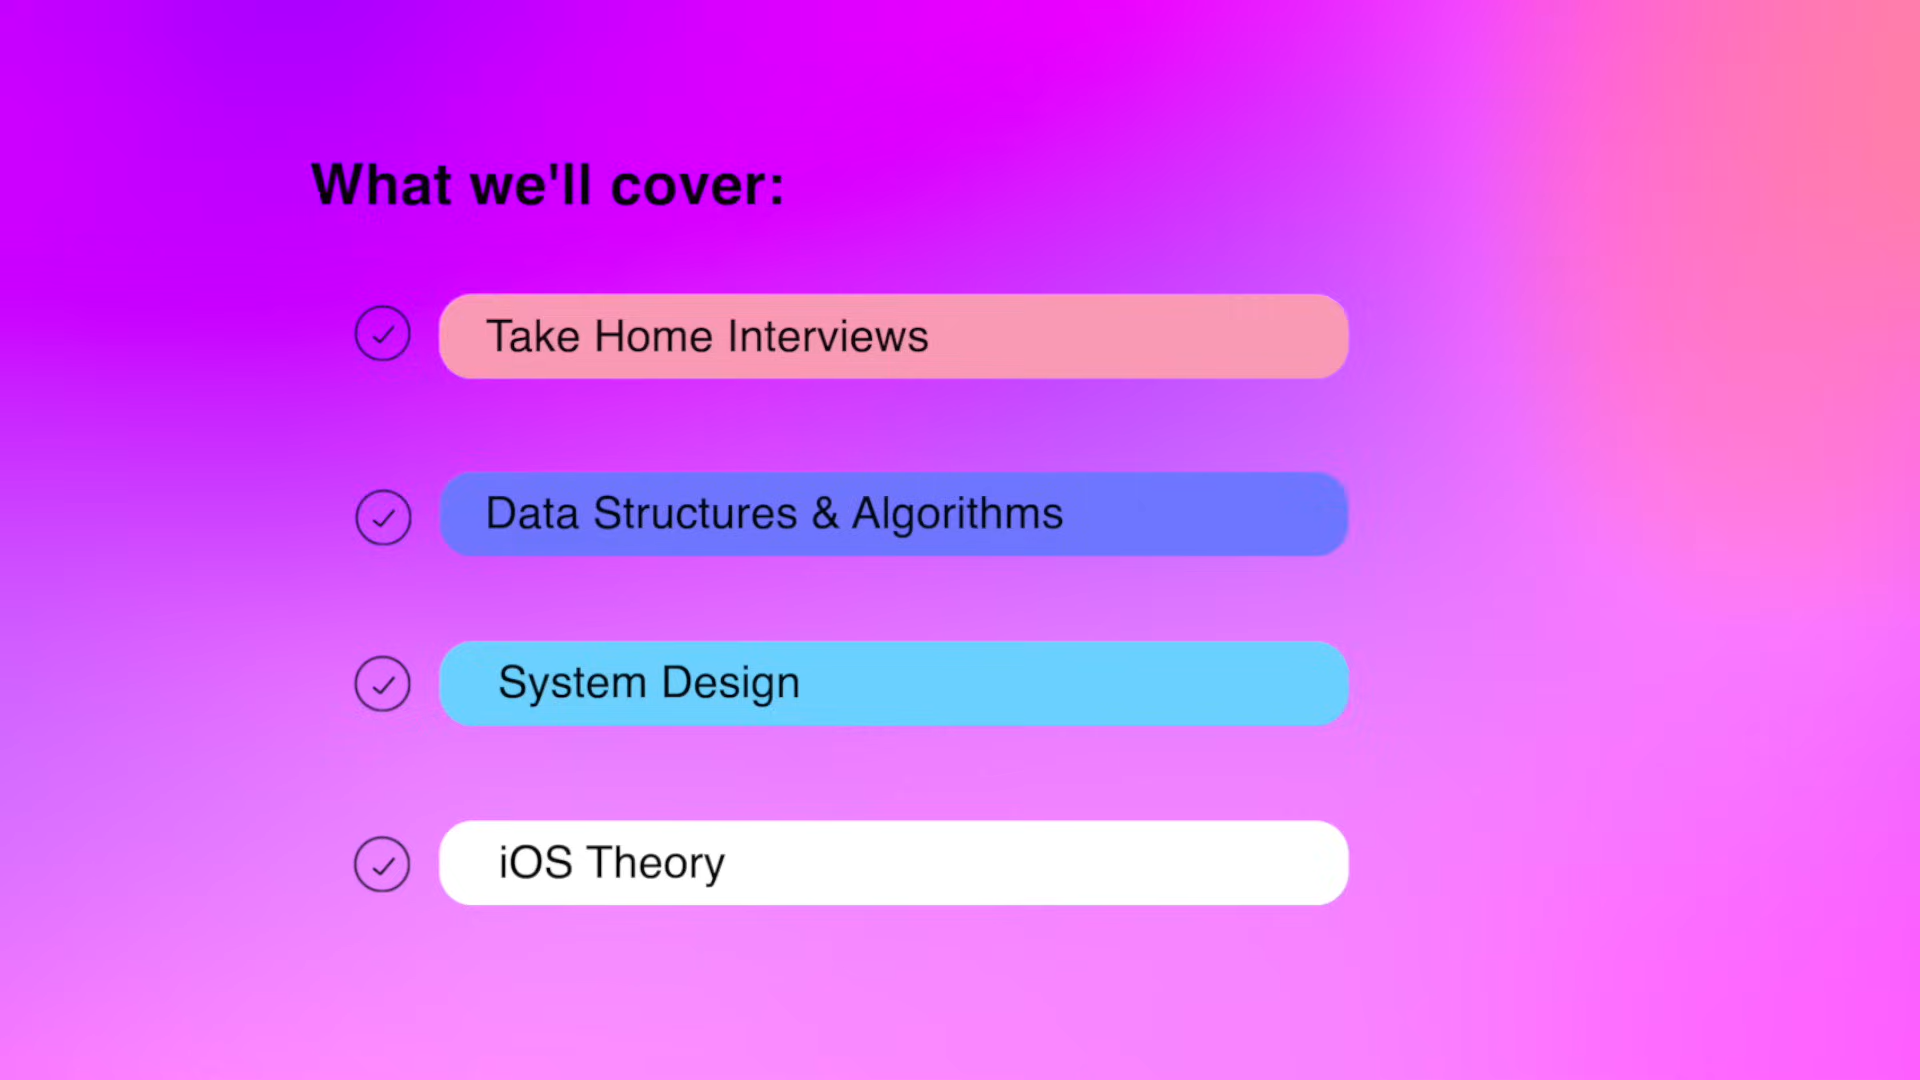 What we'll cover:
Take Home Interviews
Data Structures & Algorithms
System Design
iOS Theory